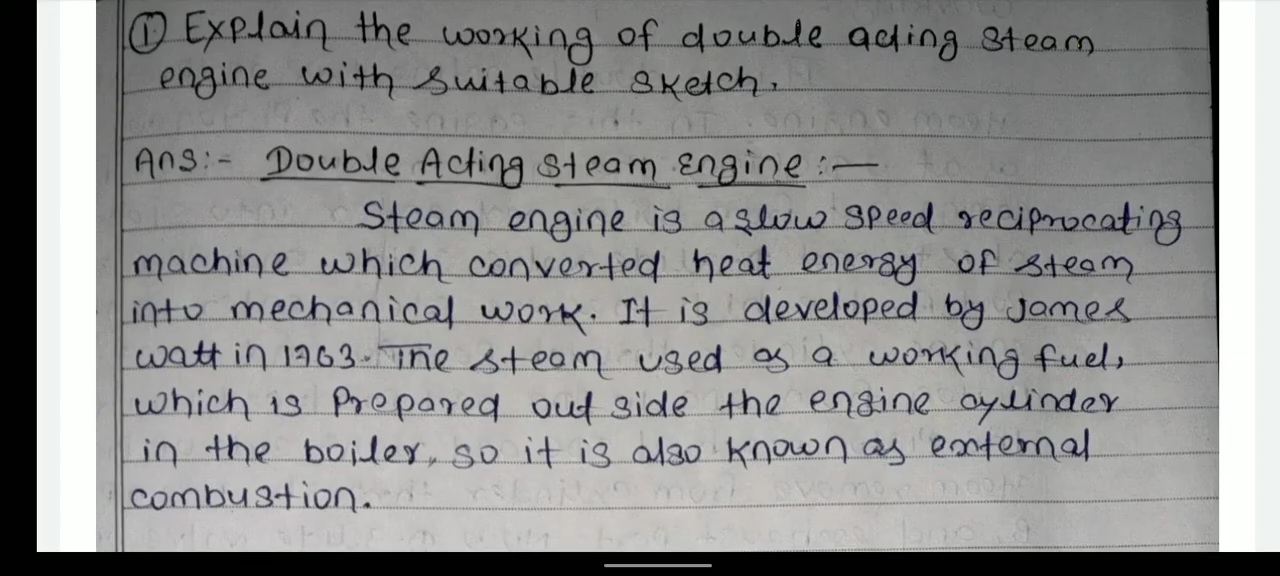 ① Explain the working of double acting steam
engine with suitable sketch.
Ans:- Double Acting steam engine :—
Steam engine is a slow speed reciprocating
machine which converted heat energy of steam
into mechanical work. It is developed by James
watt in 1763. The steam used as a working fuel,
which is prepared out side the engine cylinder
in the boiler, so it is also known as external
combustion.